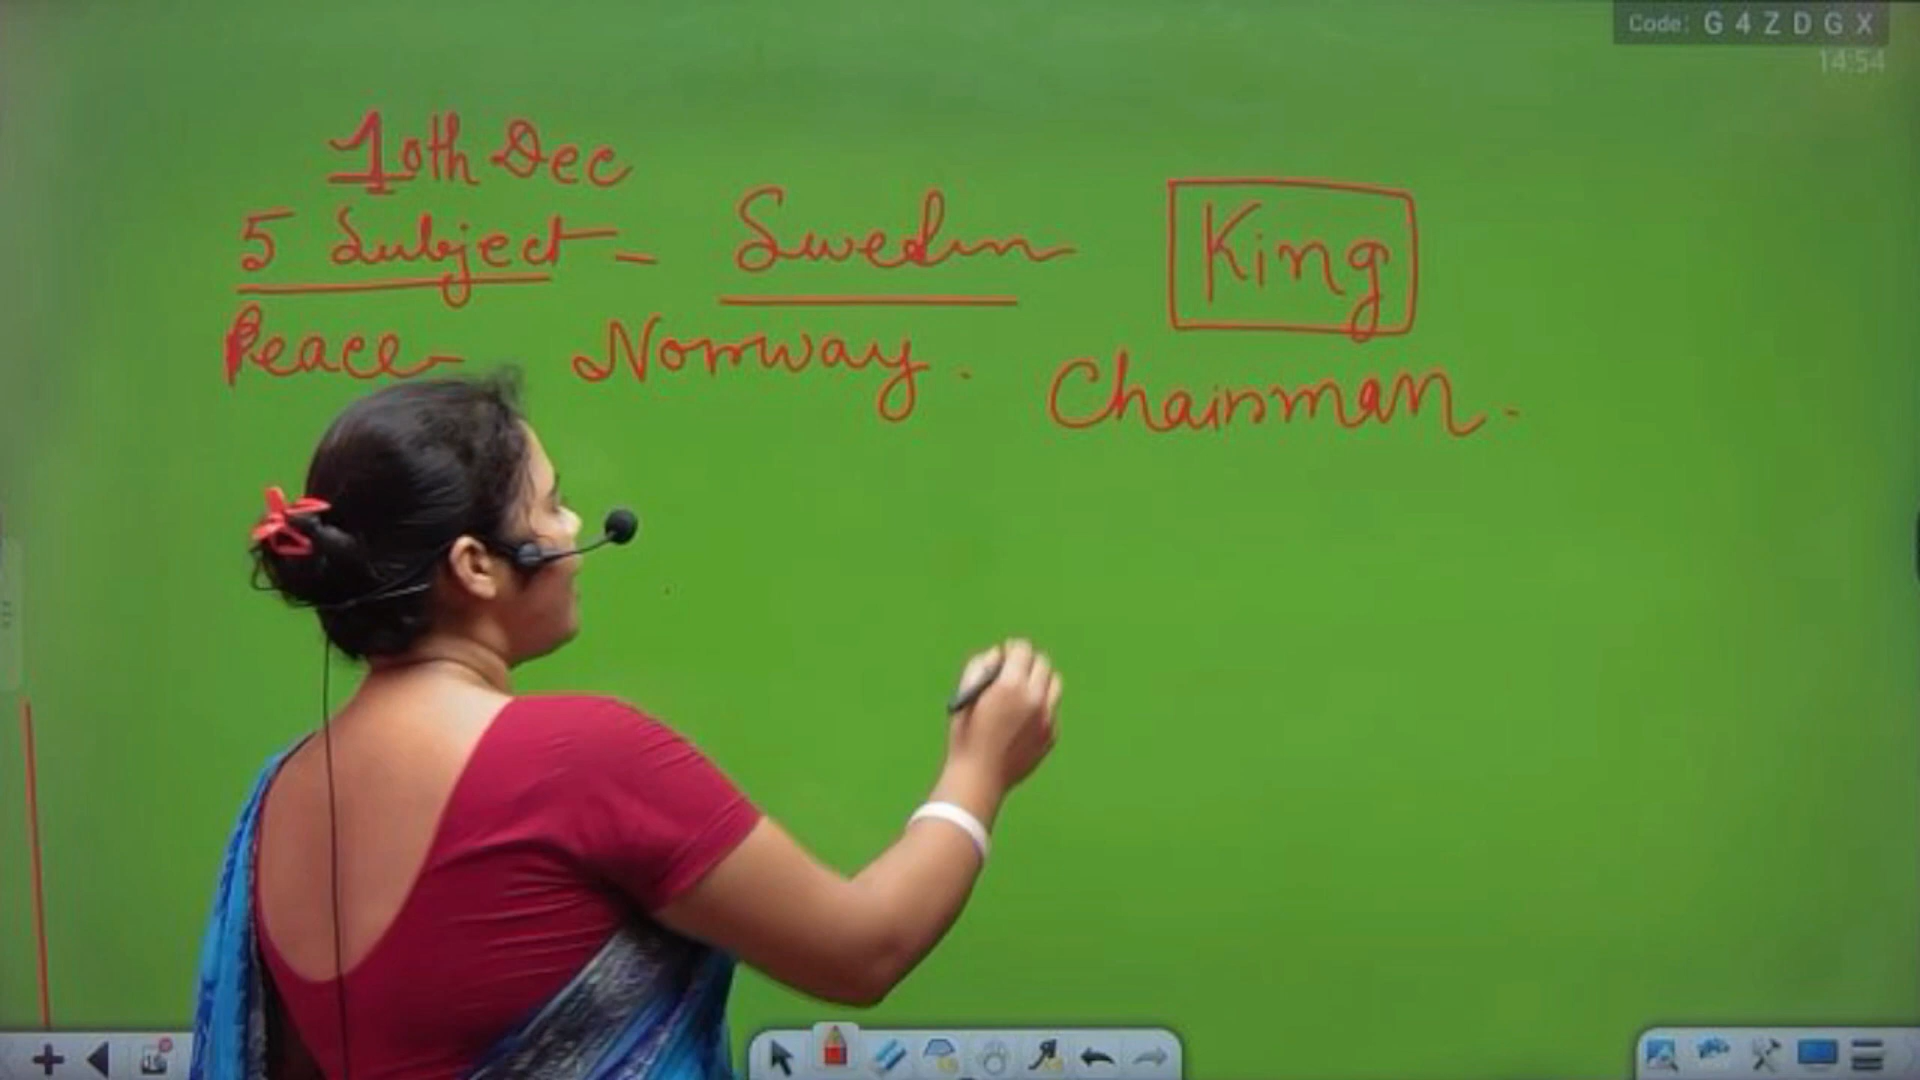 Code: G 4 Z D G X
14:54
10th Dec
5 Subject - Sweden King
Peace - Norway. Chairman.